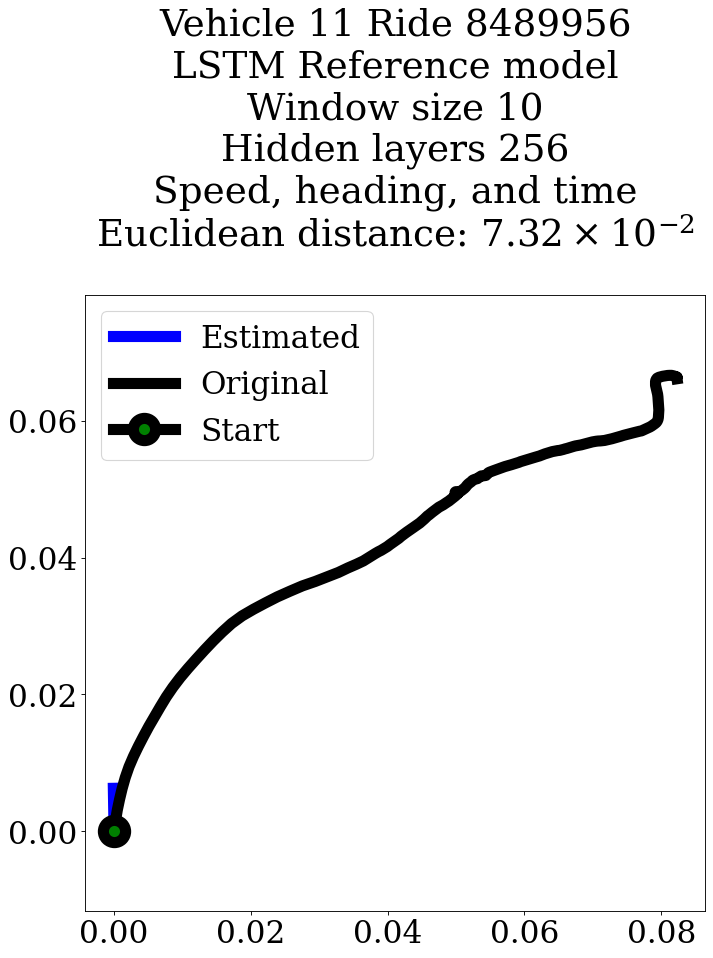 Vehicle 11 Ride 8489956
LSTM Reference model
Window size 10
Hidden layers 256
Speed, heading, and time
Euclidean distance: 7.32 × 10⁻²
Estimated
Original
Start
0.06
0.04
0.02
0.00
0.00 0.02 0.04 0.06 0.08